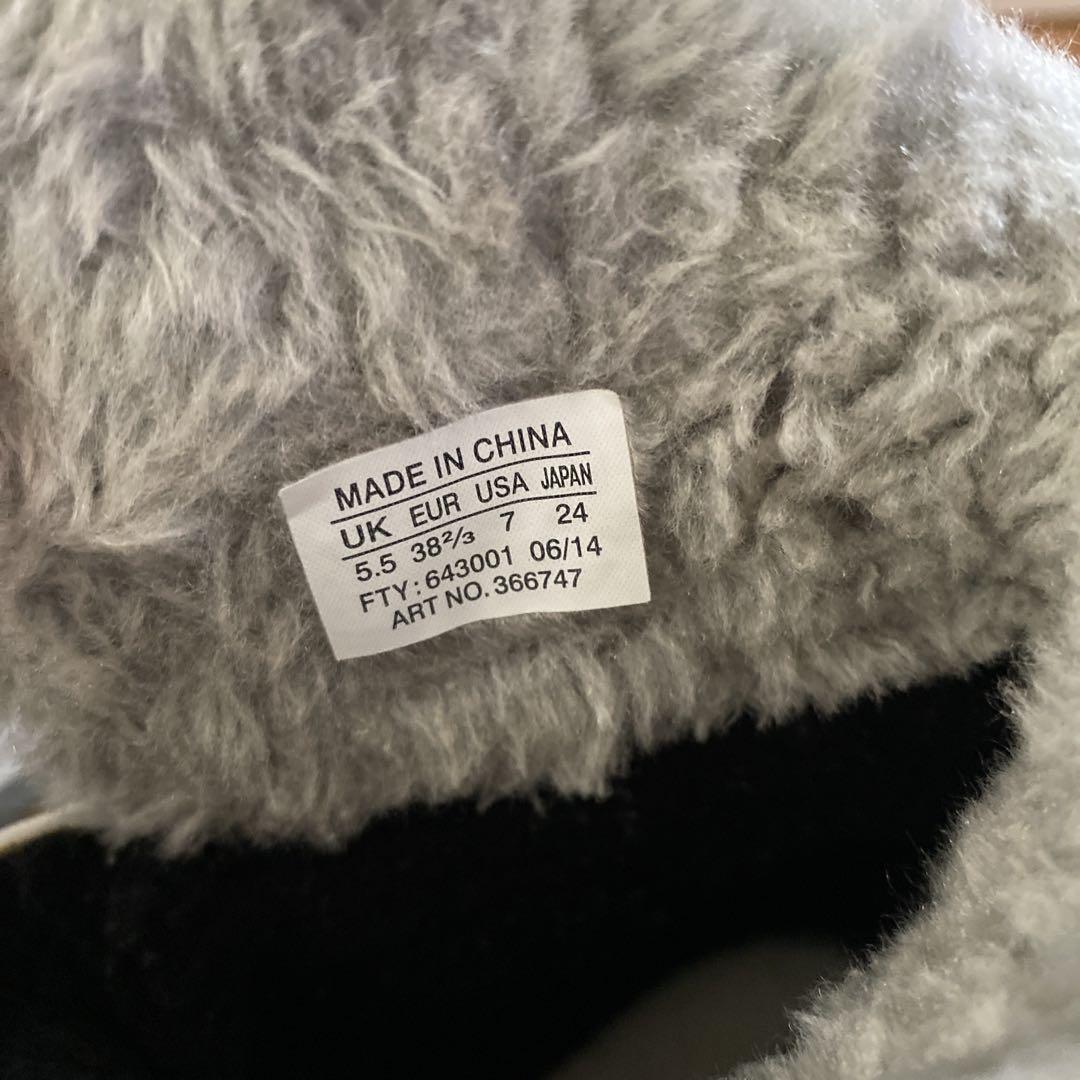 MADE IN CHINA
UK EUR USA JAPAN
5.5 38⅔ 7 24
FTY: 643001 06/14
ART NO. 366747